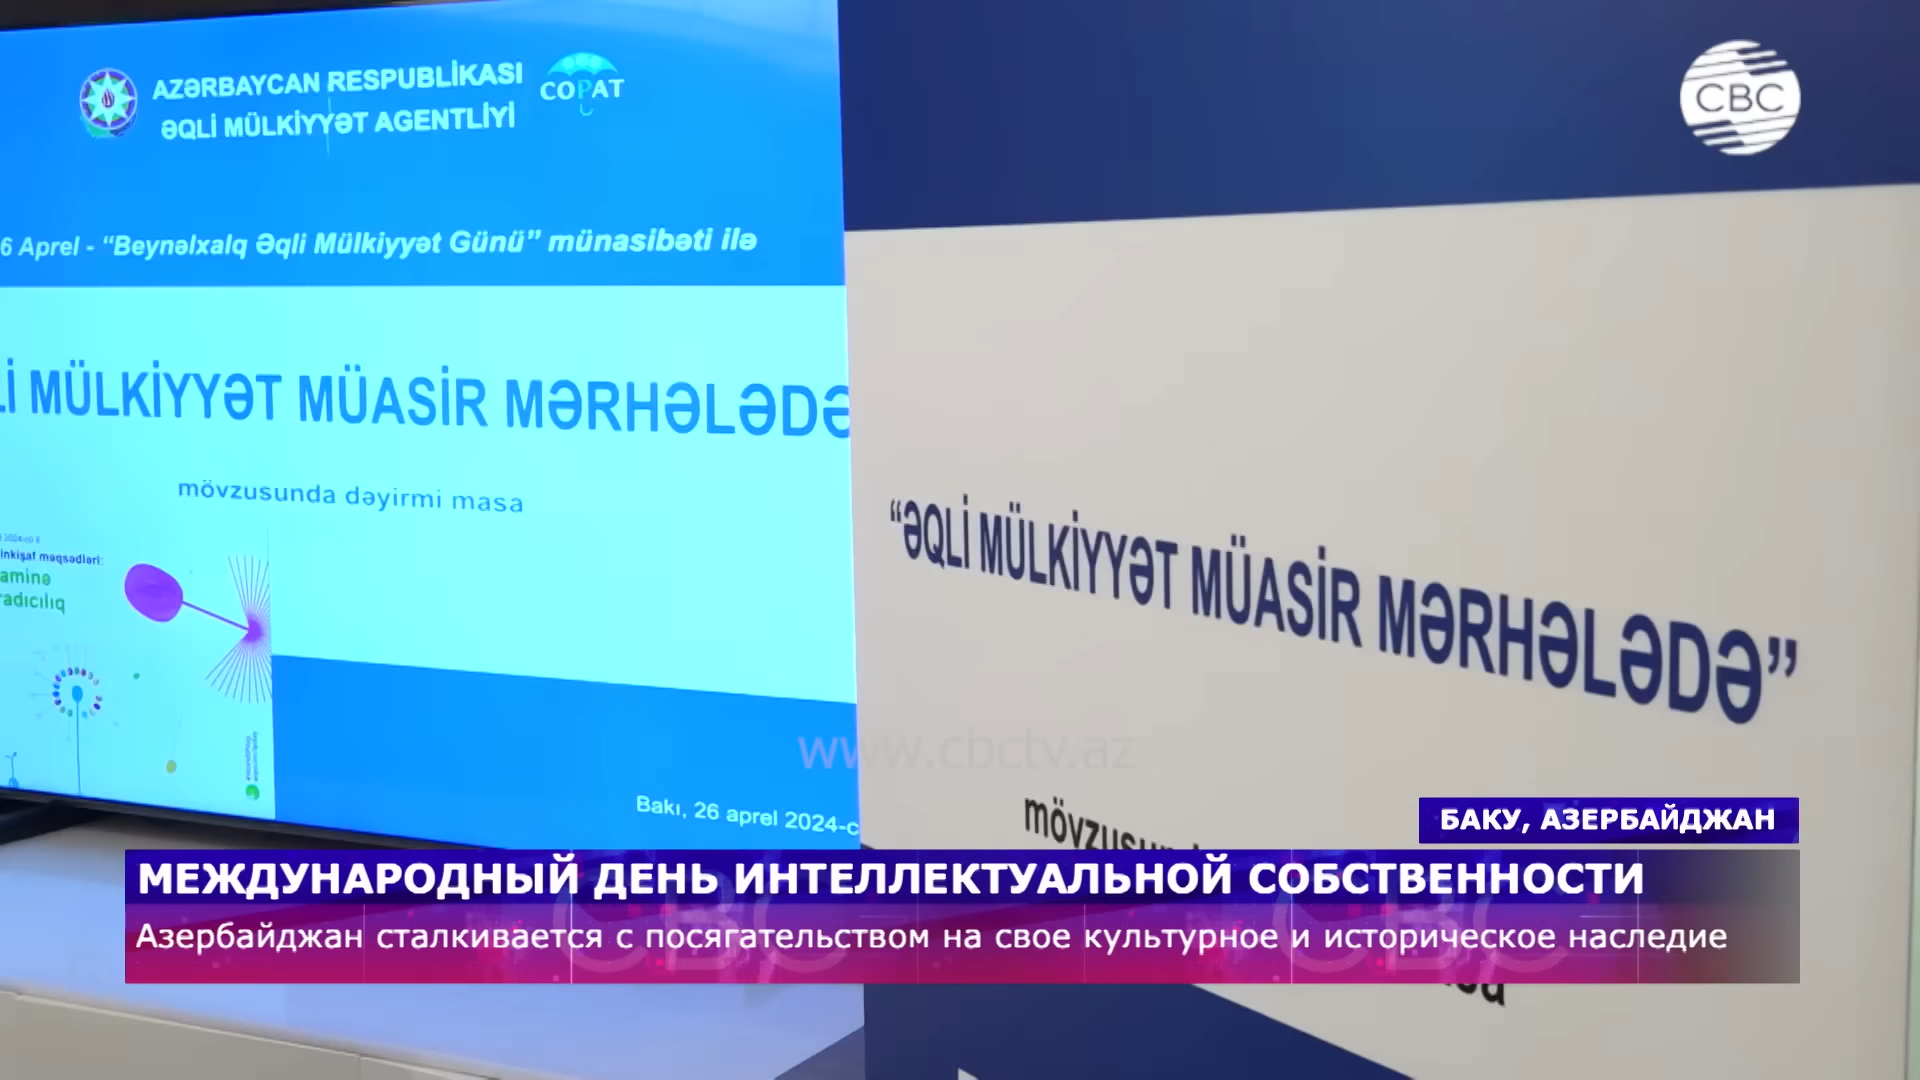 AZƏRBAYCAN RESPUBLİKASI
ƏQLİ MÜLKİYYƏT AGENTLİYİ
COPAT
6 Aprel - “Beynəlxalq Əqli Mülkiyyət Günü” münasibəti ilə
Lİ MÜLKİYYƏT MÜASİR MƏRHƏLƏDƏ
mövzusunda dəyirmi masa
inkişaf məqsədləri:
Bakı, 26 aprel 2024-c
CBC
“ƏQLİ MÜLKİYYƏT MÜASİR MƏRHƏLƏDƏ”
www.cbctv.az
БАКУ, АЗЕРБАЙДЖАН
МЕЖДУНАРОДНЫЙ ДЕНЬ ИНТЕЛЛЕКТУАЛЬНОЙ СОБСТВЕННОСТИ
Азербайджан сталкивается с посягательством на свое культурное и историческое наследие